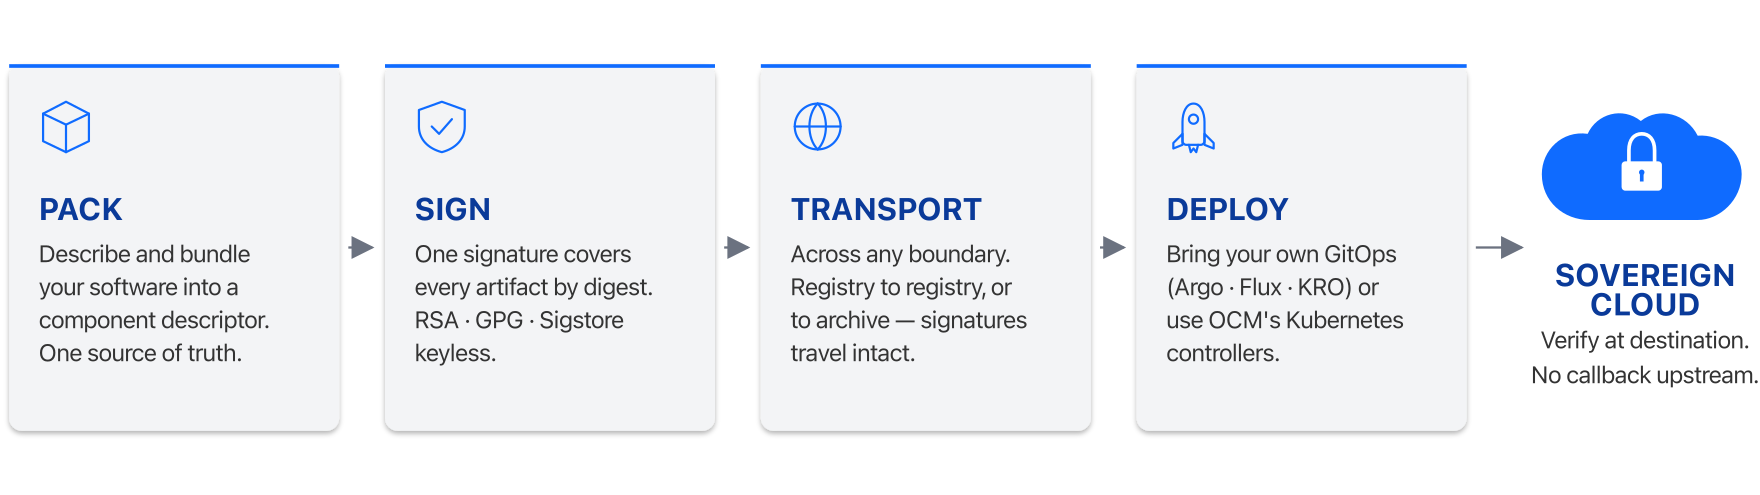 PACK
Describe and bundle
your software into a
component descriptor.
One source of truth.
SIGN
One signature covers
every artifact by digest.
RSA · GPG · Sigstore
keyless.
TRANSPORT
Across any boundary.
Registry to registry, or
to archive — signatures
travel intact.
DEPLOY
Bring your own GitOps
(Argo · Flux · KRO) or
use OCM's Kubernetes
controllers.
SOVEREIGN
CLOUD
Verify at destination.
No callback upstream.